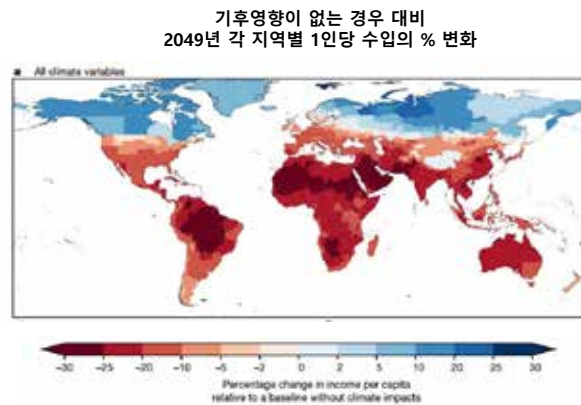 기후영향이 없는 경우 대비
2049년 각 지역별 1인당 수입의 % 변화
All climate variables
-30 -25 -20 -10 -5 -2 0 2 5 10 20 25 30
Percentage change in income per capita
relative to a baseline without climate impacts